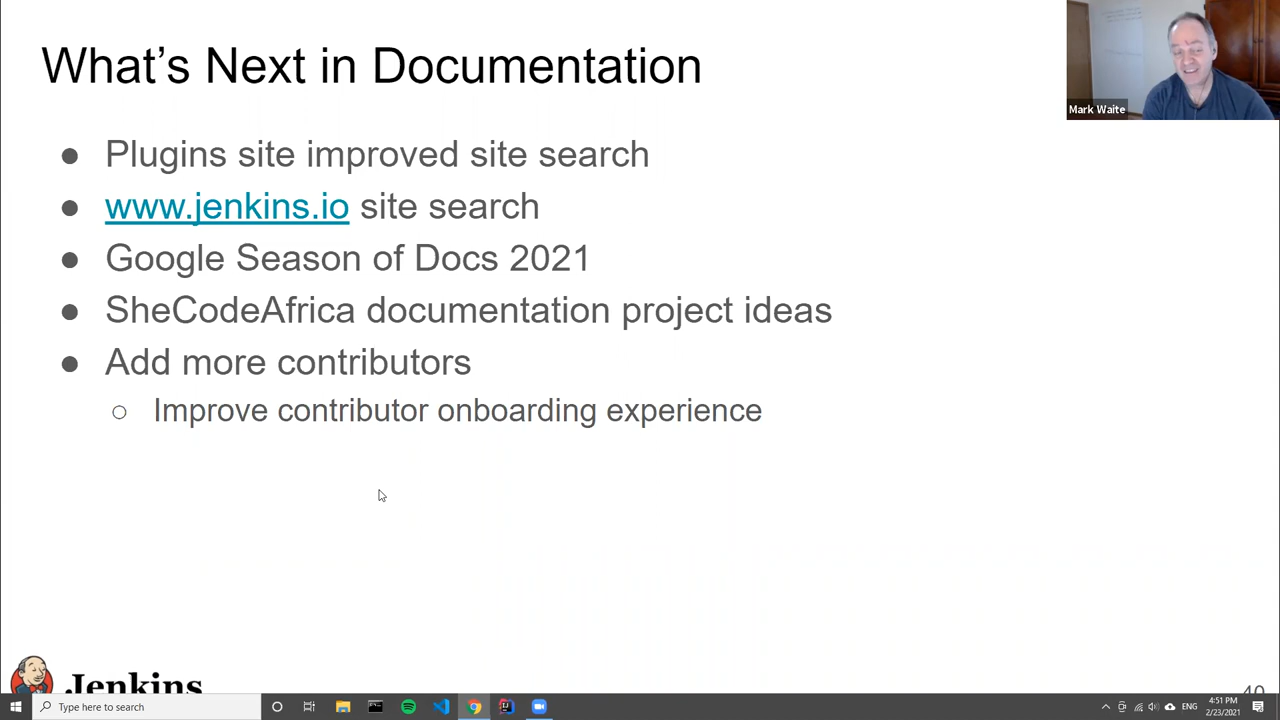 What's Next in Documentation
Mark Waite
● Plugins site improved site search
● www.jenkins.io site search
● Google Season of Docs 2021
● SheCodeAfrica documentation project ideas
● Add more contributors
○ Improve contributor onboarding experience
Jenkins
40
Type here to search
ENG
4:51 PM
2/23/2021